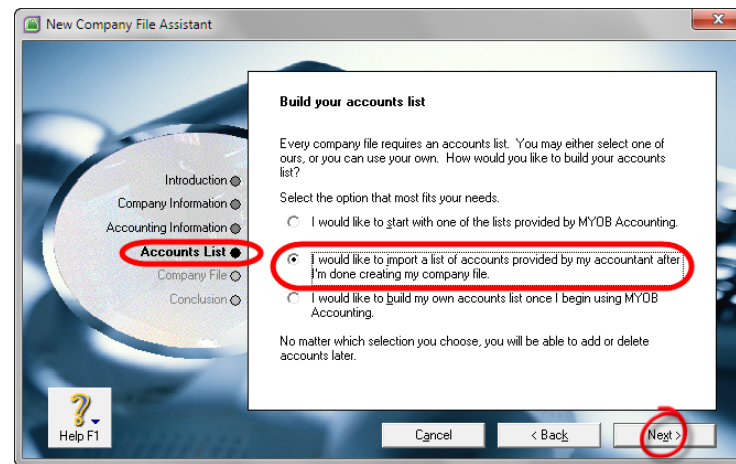 New Company File Assistant
Build your accounts list
Every company file requires an accounts list. You may either select one of
ours, or you can use your own. How would you like to build your accounts
list?
Select the option that most fits your needs.
I would like to start with one of the lists provided by MYOB Accounting.
I would like to import a list of accounts provided by my accountant after
I'm done creating my company file.
I would like to build my own accounts list once I begin using MYOB
Accounting.
No matter which selection you choose, you will be able to add or delete
accounts later.
Introduction
Company Information
Accounting Information
Accounts List
Company File
Conclusion
Help F1
Cancel
< Back
Next >